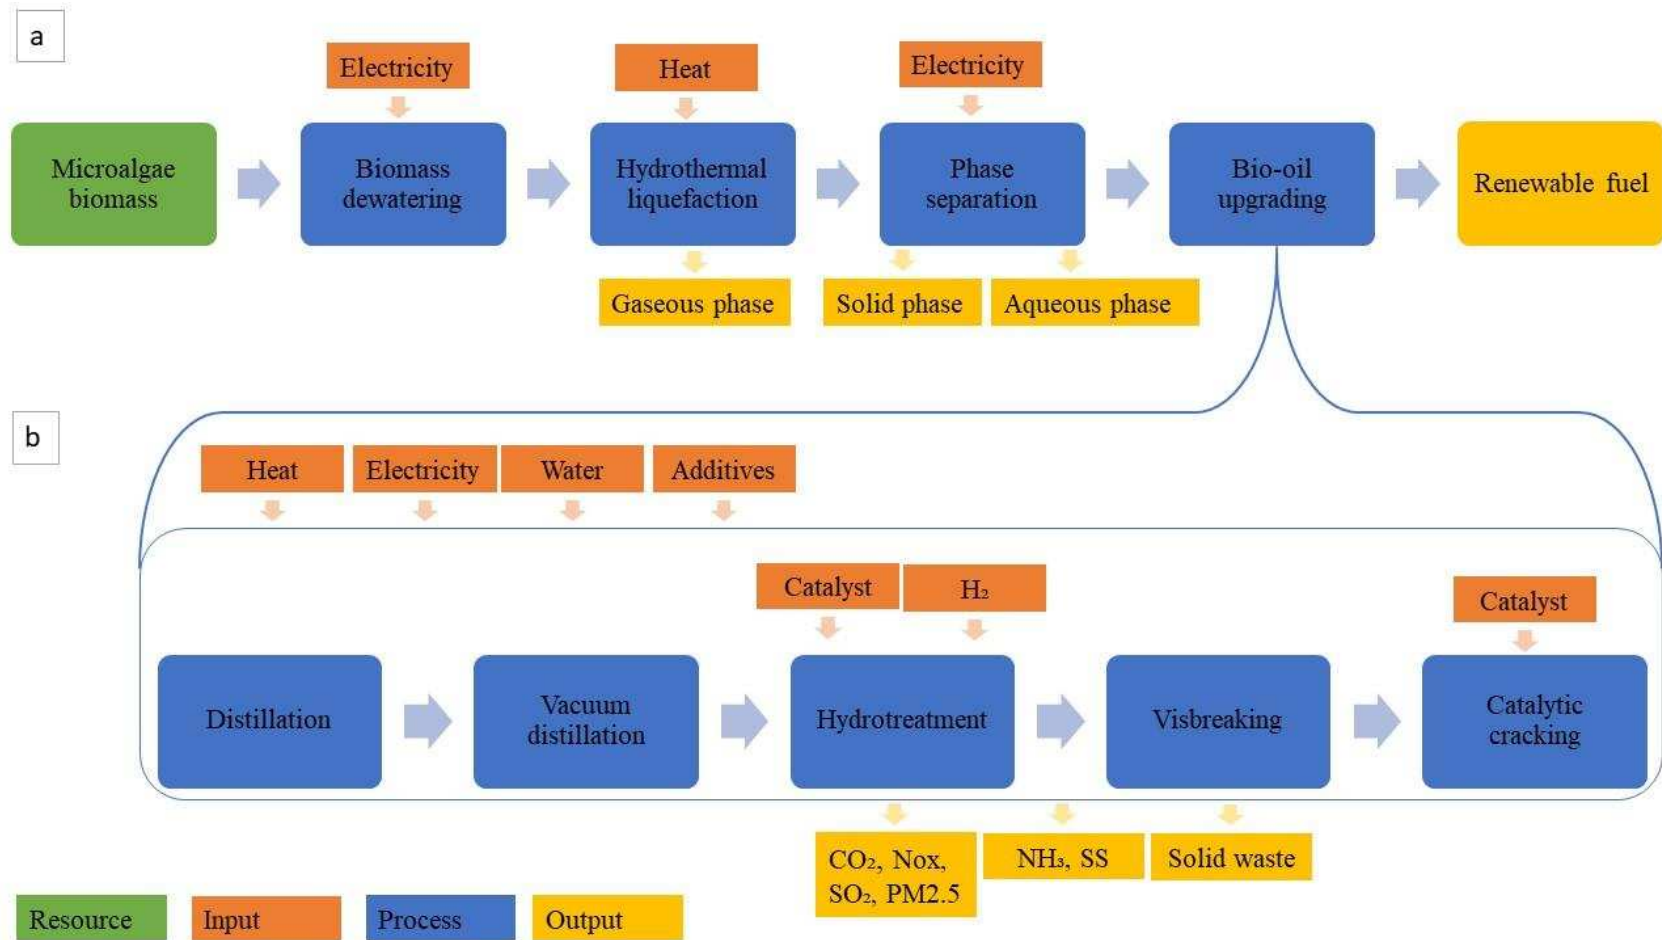 a
Electricity
Heat
Electricity
Microalgae
biomass
Biomass
dewatering
Hydrothermal
liquefaction
Phase
separation
Bio-oil
upgrading
Renewable fuel
Gaseous phase
Solid phase
Aqueous phase
b
Heat
Electricity
Water
Additives
Catalyst
H₂
Catalyst
Distillation
Vacuum
distillation
Hydrotreatment
Visbreaking
Catalytic
cracking
CO₂, Nox,
SO₂, PM2.5
NH₃, SS
Solid waste
Resource
Input
Process
Output